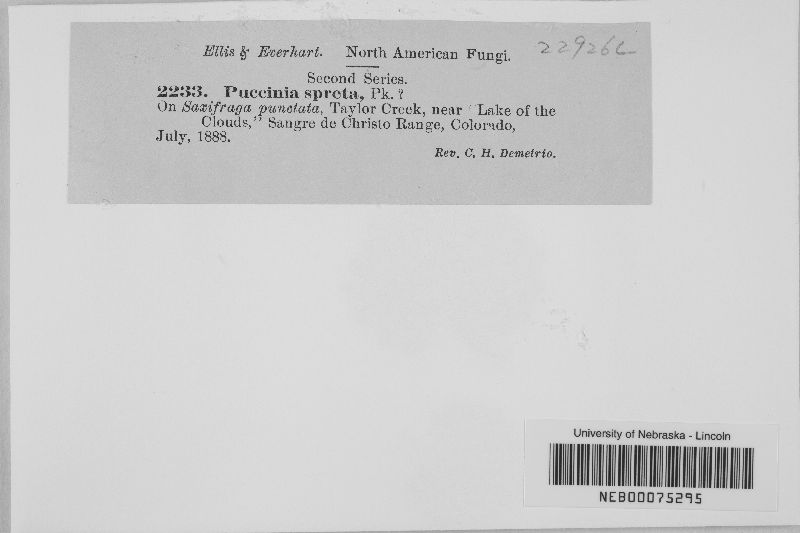 Ellis & Everhart. North American Fungi. 229266
Second Series.
2233. Puccinia spreta, Pk. ?
On Saxifraga punctata, Taylor Creek, near "Lake of the
Clouds," Sangre de Christo Range, Colorado,
July, 1888.
Rev. C. H. Demetrio.
University of Nebraska - Lincoln
NEB00075295